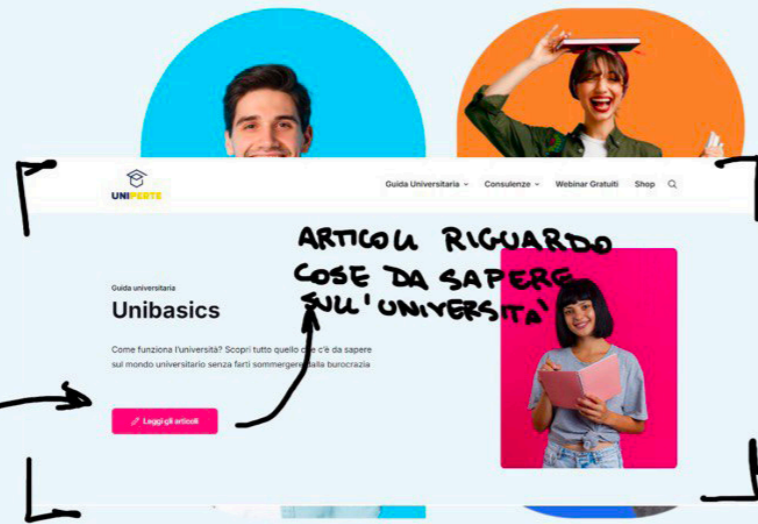 UNIPERTE
Guida Universitaria
Consulenze
Webinar Gratuiti
Shop
ARTICOLI RIGUARDO
COSE DA SAPERE
SULL'UNIVERSITA'
Guida universitaria
Unibasics
Come funziona l'università? Scopri tutto quello che c'è da sapere
sul mondo universitario senza farti sommergere dalla burocrazia
Leggi gli articoli